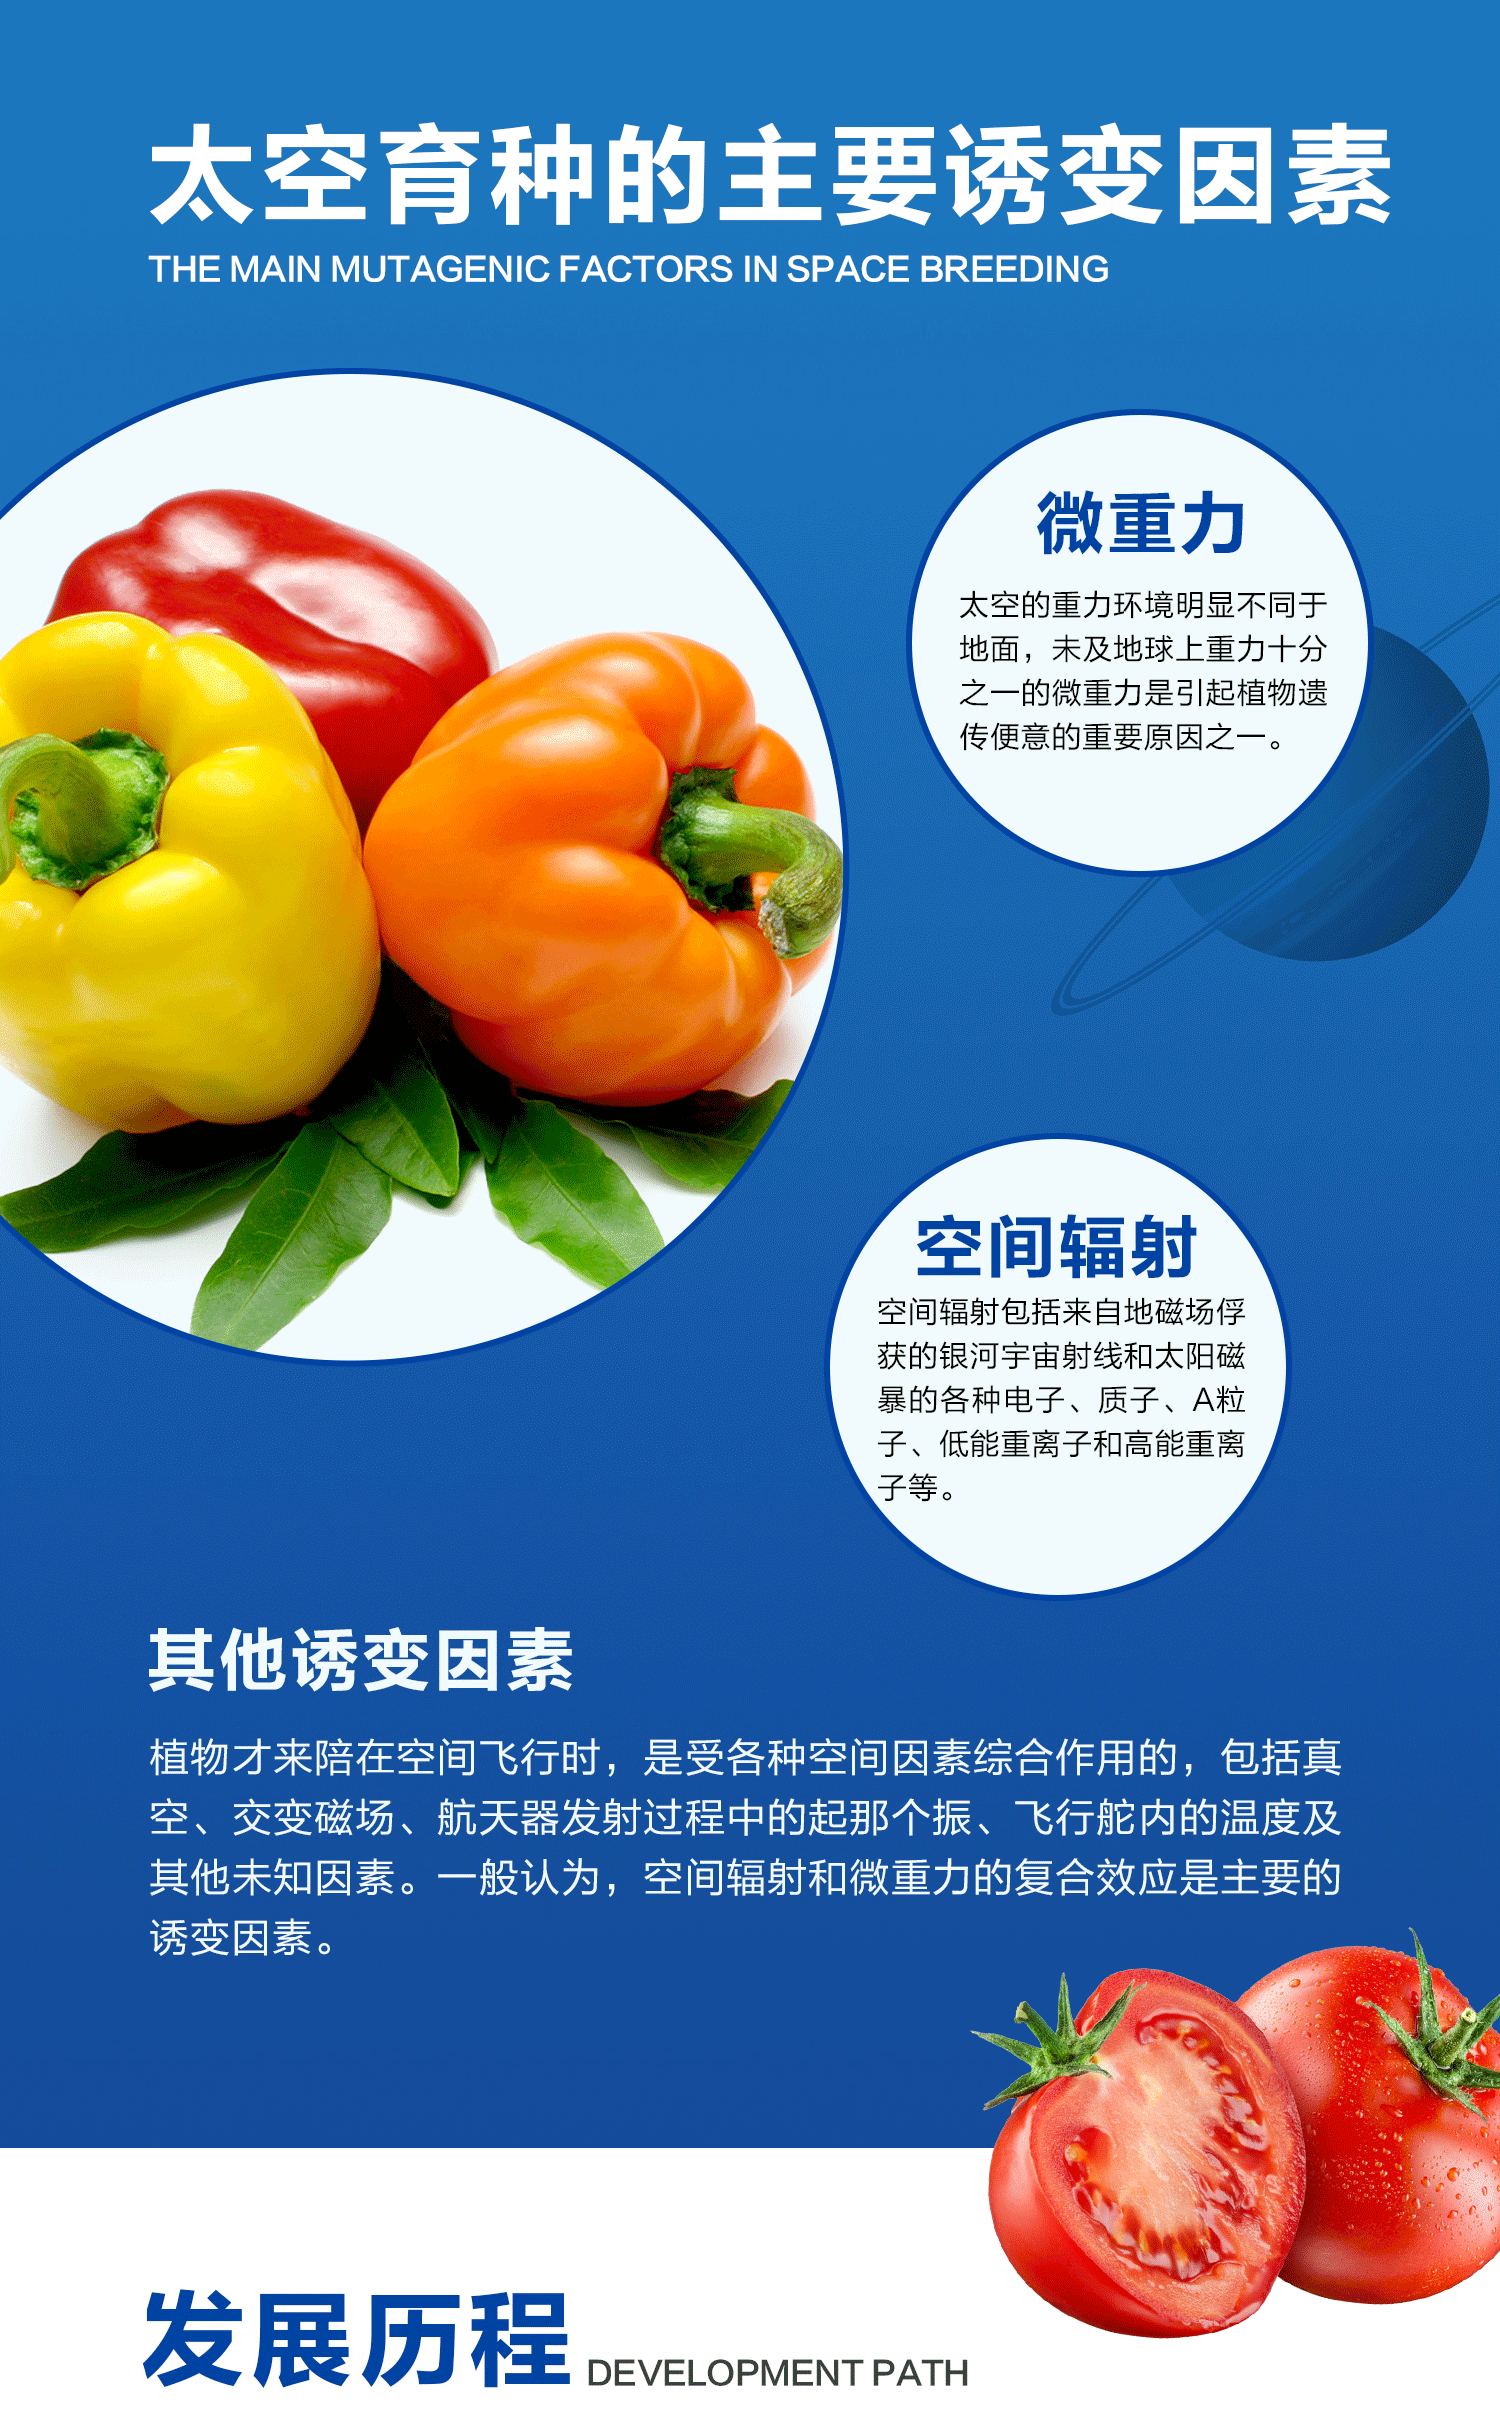 太空育种的主要诱变因素
THE MAIN MUTAGENIC FACTORS IN SPACE BREEDING
微重力
太空的重力环境明显不同于
地面，未及地球上重力十分
之一的微重力是引起植物遗
传便意的重要原因之一。
空间辐射
空间辐射包括来自地磁场俘
获的银河宇宙射线和太阳磁
暴的各种电子、质子、A粒
子、低能重离子和高能重离
子等。
其他诱变因素
植物才来陪在空间飞行时，是受各种空间因素综合作用的，包括真
空、交变磁场、航天器发射过程中的起那个振、飞行舵内的温度及
其他未知因素。一般认为，空间辐射和微重力的复合效应是主要的
诱变因素。
发展历程 DEVELOPMENT PATH